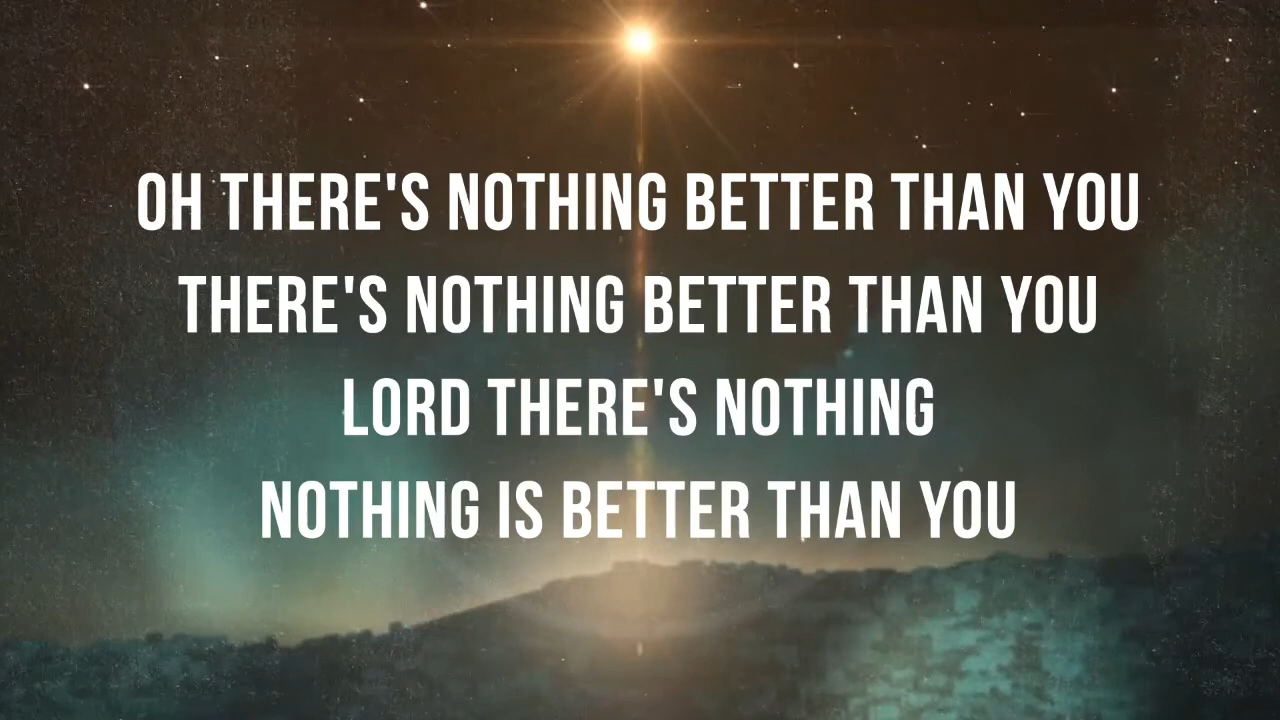 OH THERE'S NOTHING BETTER THAN YOU
THERE'S NOTHING BETTER THAN YOU
LORD THERE'S NOTHING
NOTHING IS BETTER THAN YOU